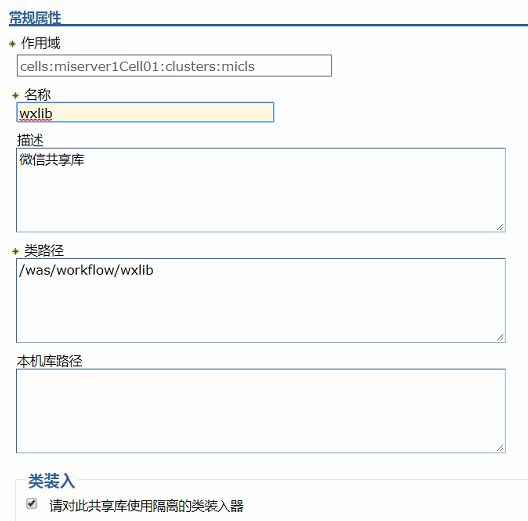 常规属性
作用域
cells:miserver1Cell01:clusters:micls
名称
wxlib
描述
微信共享库
类路径
/was/workflow/wxlib
本机库路径
类装入
请对此共享库使用隔离的类装入器